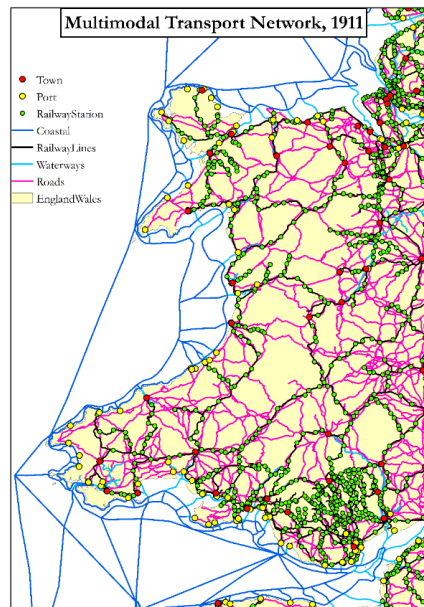 Multimodal Transport Network, 1911
Town
Port
RailwayStation
Coastal
RailwayLines
Waterways
Roads
EnglandWales